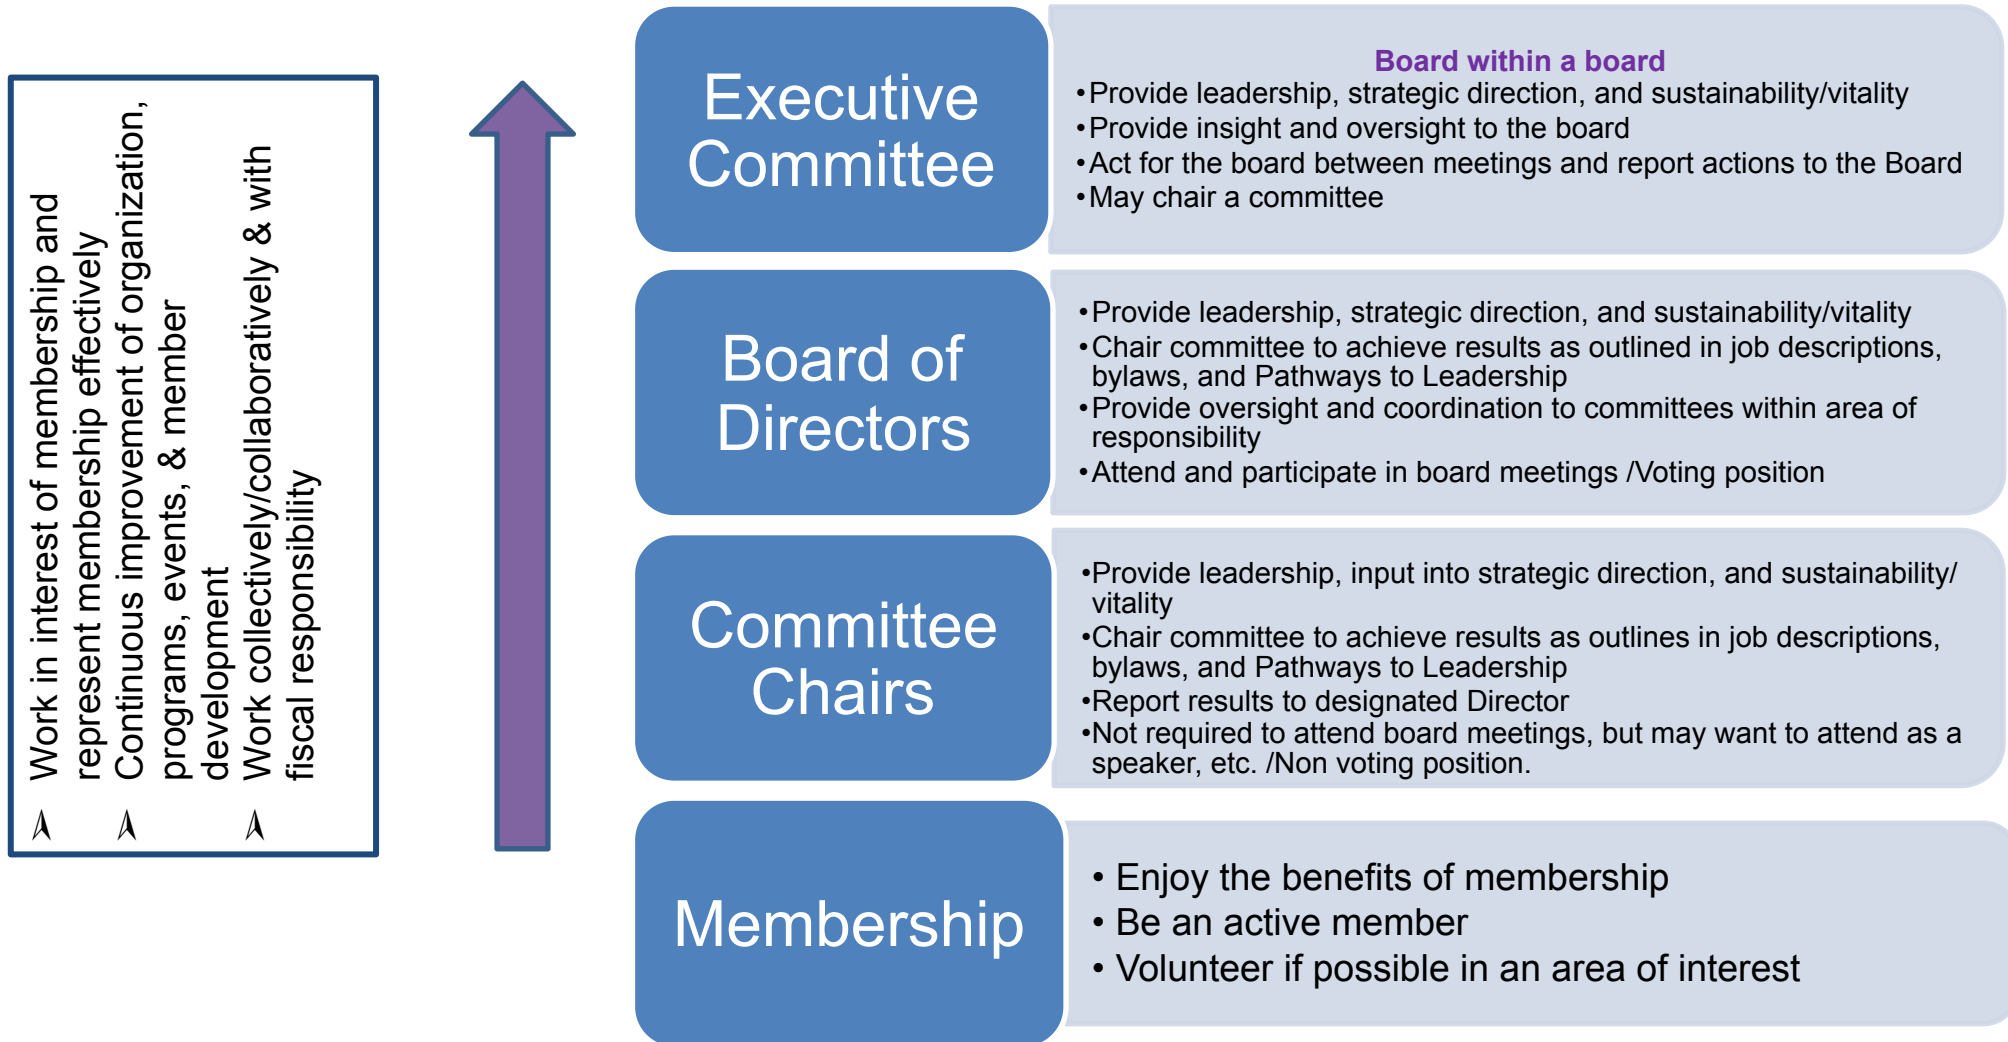 ➢ Work in interest of membership and
represent membership effectively
➢ Continuous improvement of organization,
programs, events, & member
development
➢ Work collectively/collaboratively & with
fiscal responsibility
Executive
Committee
Board within a board
•Provide leadership, strategic direction, and sustainability/vitality
•Provide insight and oversight to the board
•Act for the board between meetings and report actions to the Board
•May chair a committee
Board of
Directors
•Provide leadership, strategic direction, and sustainability/vitality
•Chair committee to achieve results as outlined in job descriptions,
bylaws, and Pathways to Leadership
•Provide oversight and coordination to committees within area of
responsibility
•Attend and participate in board meetings /Voting position
Committee
Chairs
•Provide leadership, input into strategic direction, and sustainability/
vitality
•Chair committee to achieve results as outlines in job descriptions,
bylaws, and Pathways to Leadership
•Report results to designated Director
•Not required to attend board meetings, but may want to attend as a
speaker, etc. /Non voting position.
Membership
• Enjoy the benefits of membership
• Be an active member
• Volunteer if possible in an area of interest